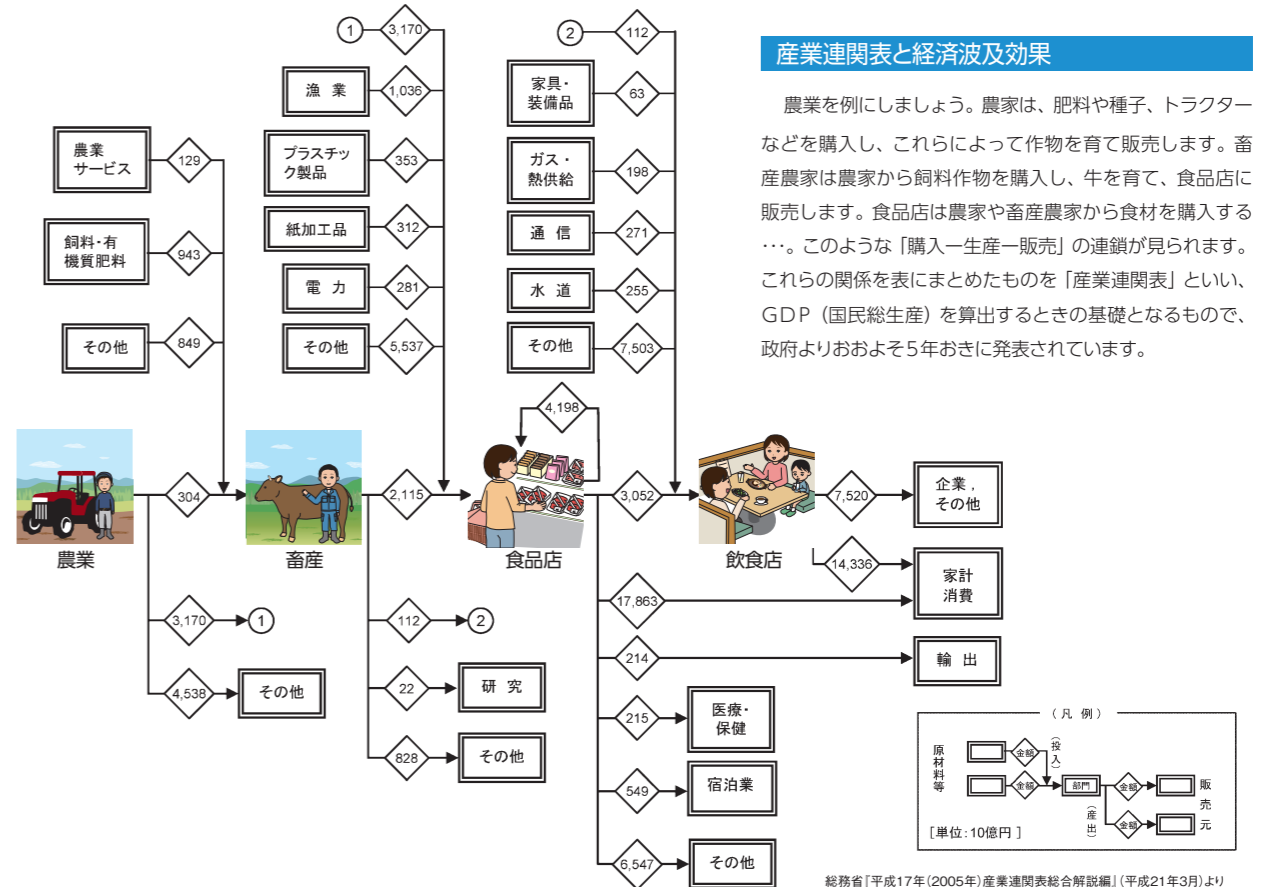 産業連関表と経済波及効果
農業を例にしましょう。農家は、肥料や種子、トラクター
などを購入し、これらによって作物を育て販売します。畜
産農家は農家から飼料作物を購入し、牛を育て、食品店に
販売します。食品店は農家や畜産農家から食材を購入する
…。このような「購入ー生産ー販売」の連鎖が見られます。
これらの関係を表にまとめたものを「産業連関表」といい、
GDP(国民総生産)を算出するときの基礎となるもので、
政府よりおおよそ5年おきに発表されています。
農業
サービス
129
飼料・有
機質肥料
943
その他
849
① 3,170
漁 業
1,036
プラスチッ
ク製品
353
紙加工品
312
電 力
281
その他
5,537
② 112
家具・
装備品
63
ガス・
熱供給
198
通 信
271
水 道
255
その他
7,503
4,198
農業
304
畜産
2,115
食品店
3,052
飲食店
7,520
企業，
その他
14,336
家計
消費
17,863
214
輸 出
3,170 ①
4,538
その他
112 ②
22
研 究
828
その他
215
医療・
保健
549
宿泊業
6,547
その他
(凡 例)
原材料等
金額
(投入)
金額
部門
金額
(産出)
金額
販売元
[単位:10億円 ]
総務省『平成17年(2005年)産業連関表総合解説編』(平成21年3月)より